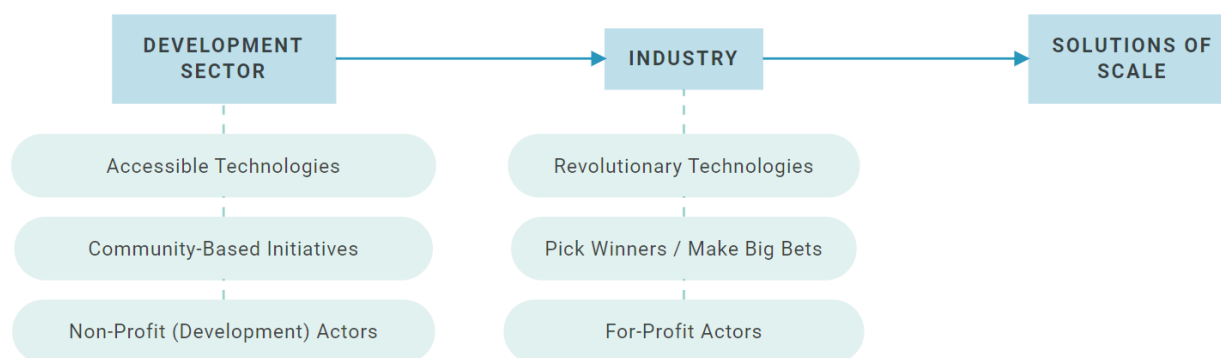 DEVELOPMENT
SECTOR
INDUSTRY
SOLUTIONS OF
SCALE
Accessible Technologies
Revolutionary Technologies
Community-Based Initiatives
Pick Winners / Make Big Bets
Non-Profit (Development) Actors
For-Profit Actors